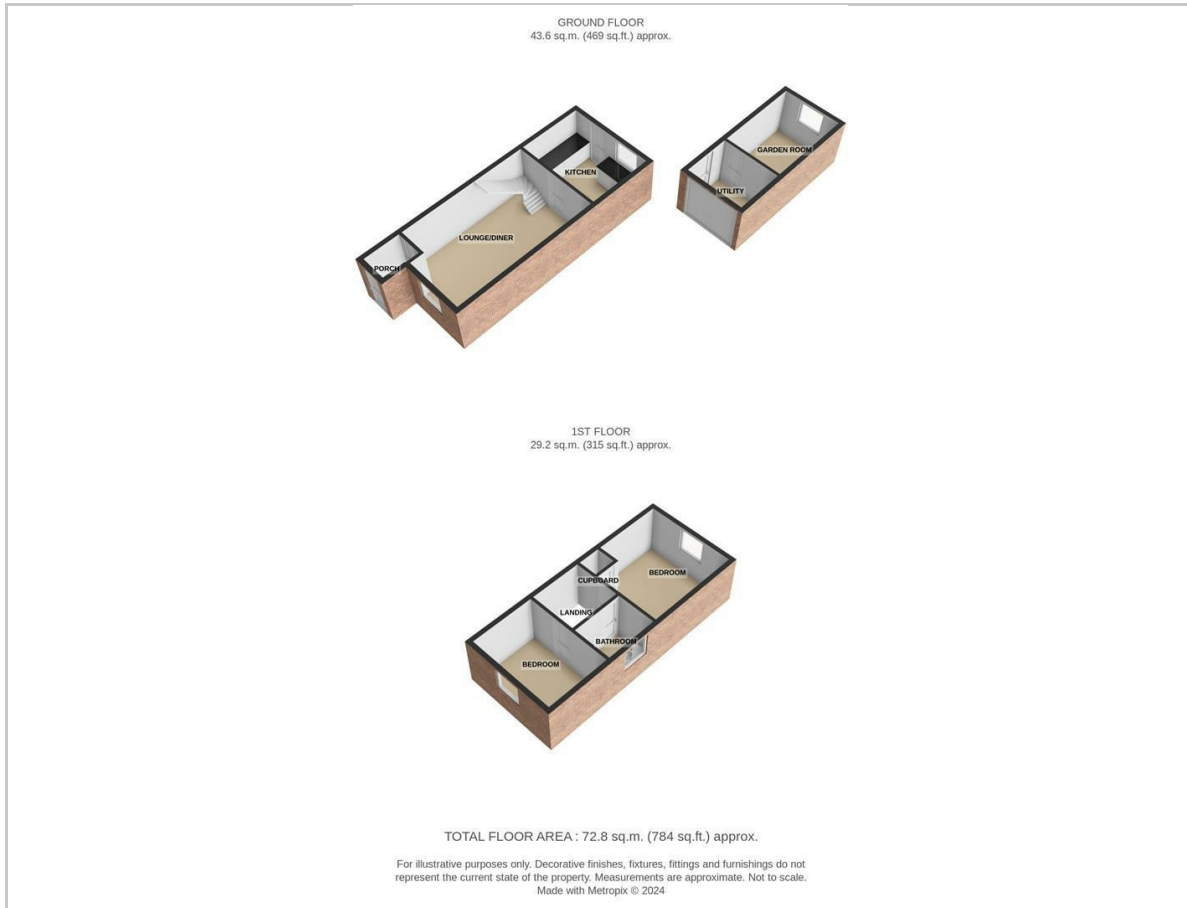 GROUND FLOOR
43.6 sq.m. (469 sq.ft.) approx.
GARDEN ROOM
KITCHEN
UTILITY
LOUNGE/DINER
PORCH
1ST FLOOR
29.2 sq.m. (315 sq.ft.) approx.
BEDROOM
CUPBOARD
LANDING
BATHROOM
BEDROOM
TOTAL FLOOR AREA : 72.8 sq.m. (784 sq.ft.) approx.
For illustrative purposes only. Decorative finishes, fixtures, fittings and furnishings do not
represent the current state of the property. Measurements are approximate. Not to scale.
Made with Metropix © 2024